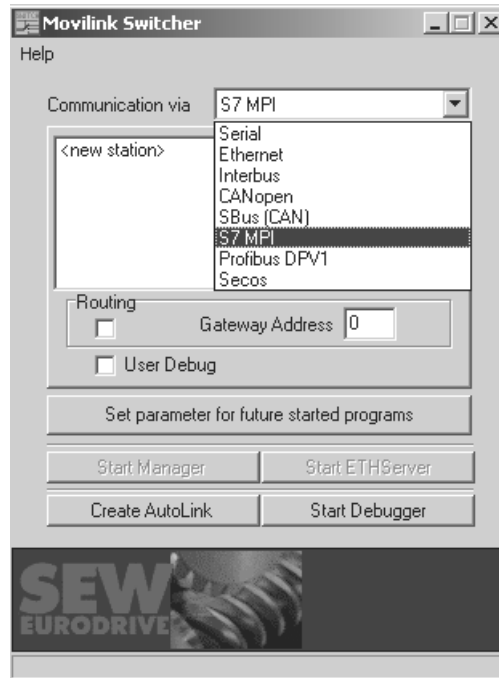 Movilink Switcher
Help
Communication via S7 MPI
<new station>
Serial
Ethernet
Interbus
CANopen
SBus (CAN)
S7 MPI
Profibus DPV1
Secos
Routing
Gateway Address 0
User Debug
Set parameter for future started programs
Start Manager Start ETHServer
Create AutoLink Start Debugger
SEW
EURODRIVE